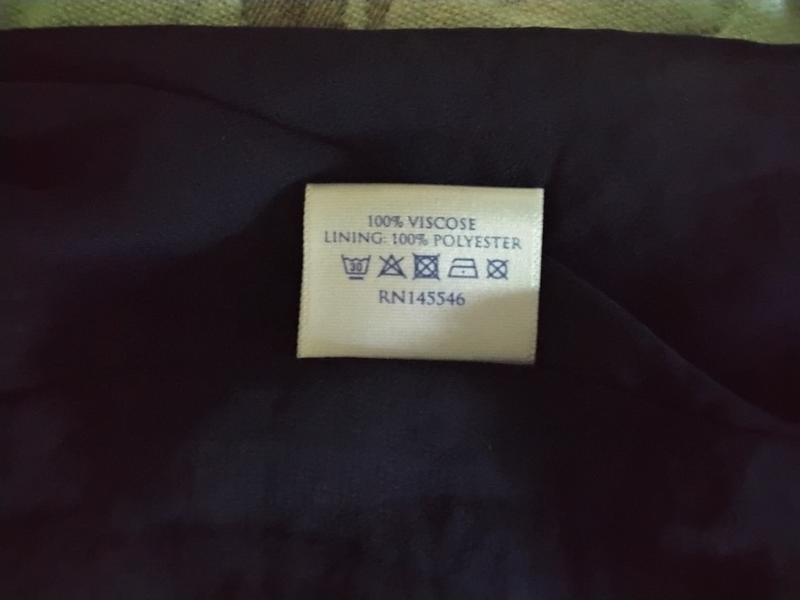 100% VISCOSE
LINING: 100% POLYESTER
30
RN145546